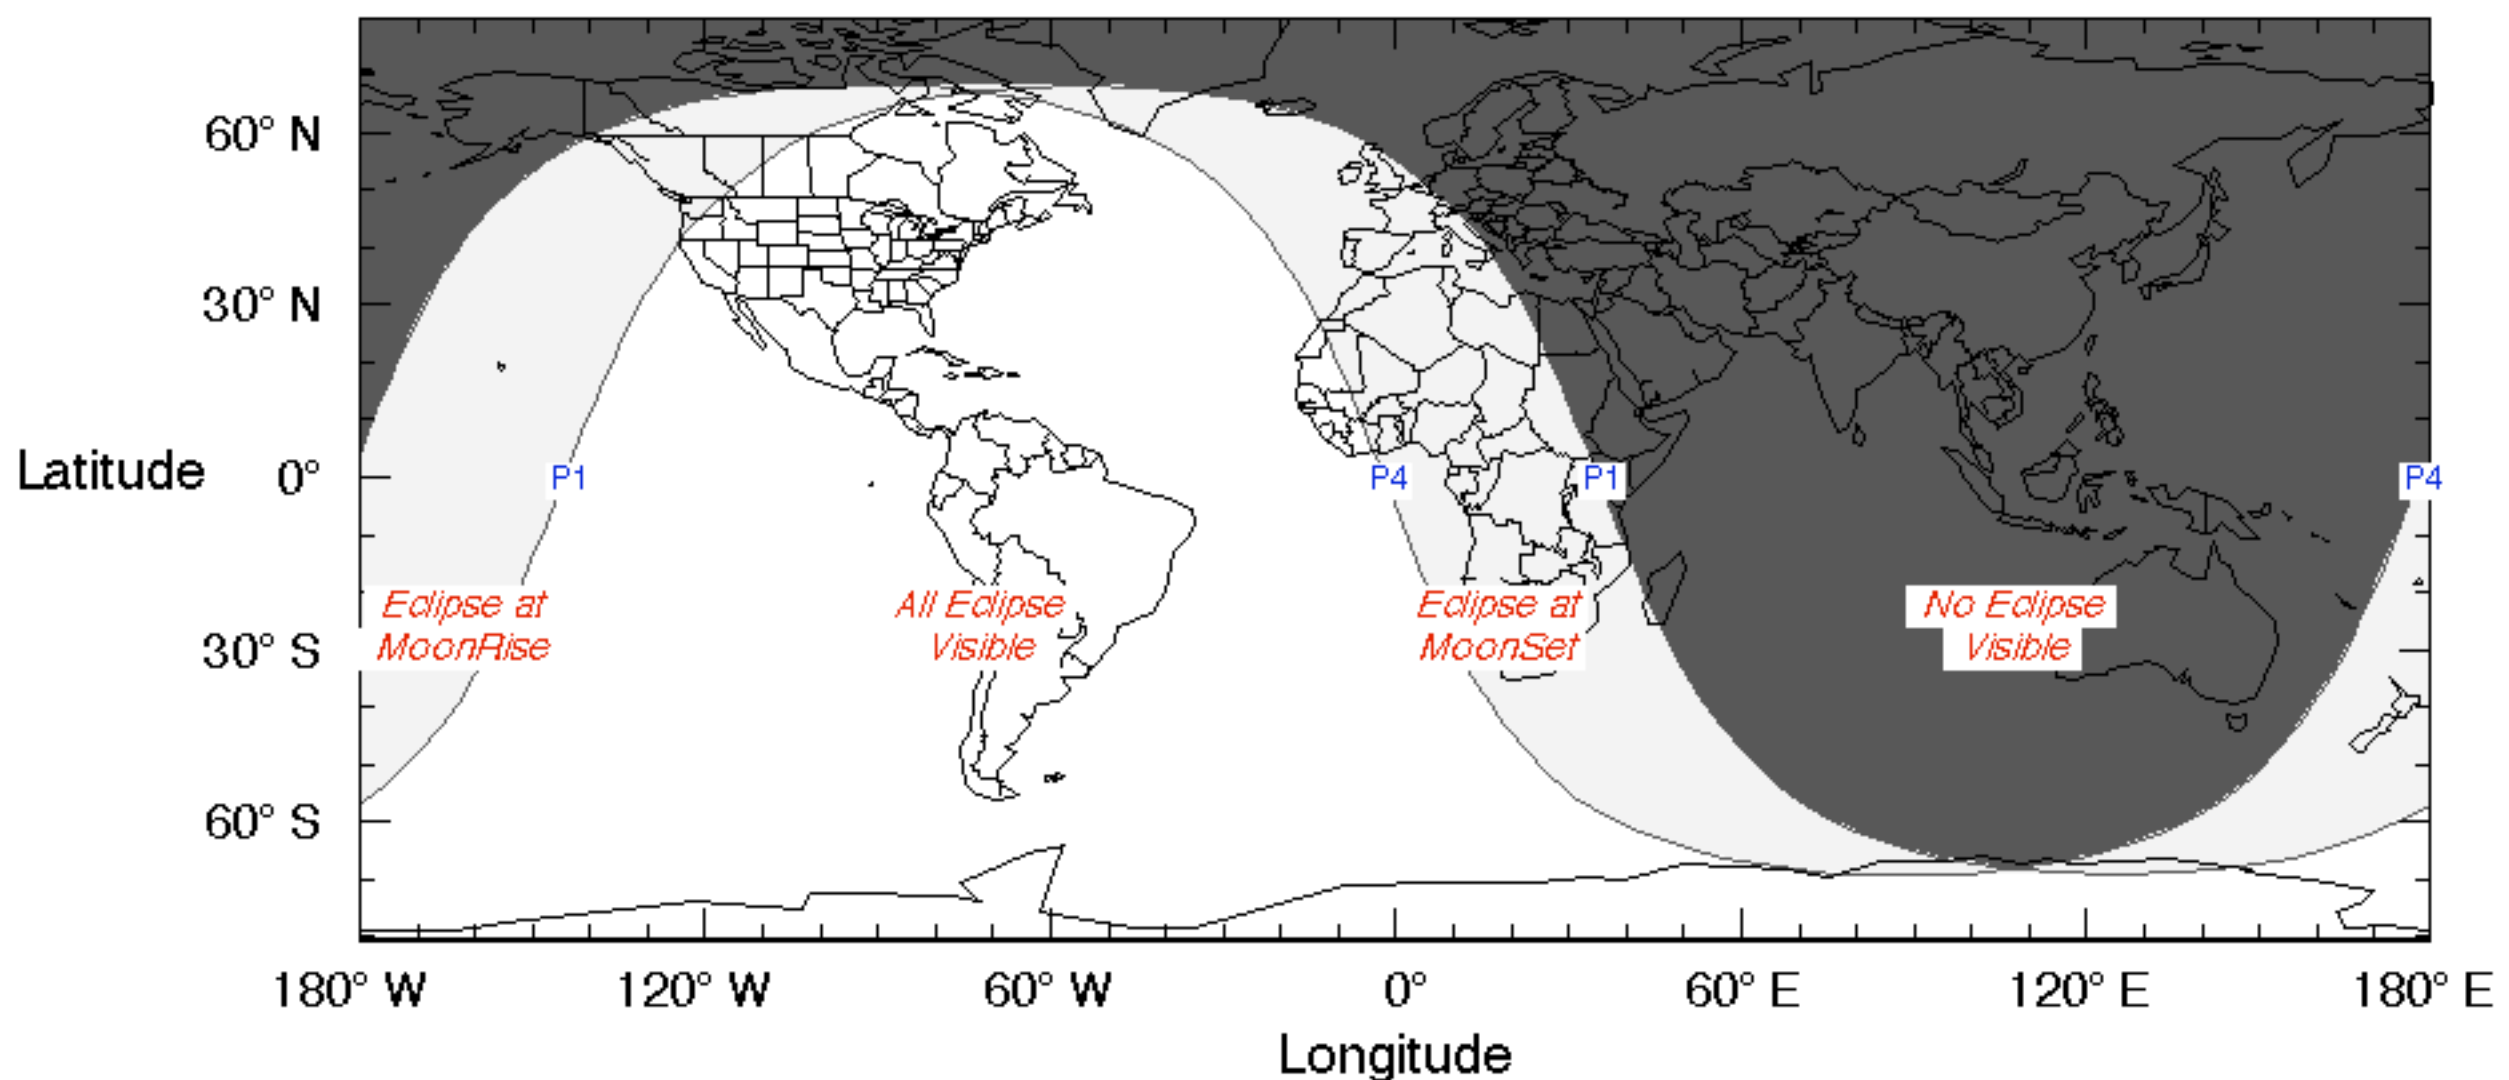 60° N
30° N
Latitude 0°
P1 P4 P1 P4
Eclipse at MoonRise
All Eclipse Visible
Eclipse at MoonSet
No Eclipse Visible
30° S
60° S
180° W 120° W 60° W 0° 60° E 120° E 180° E
Longitude